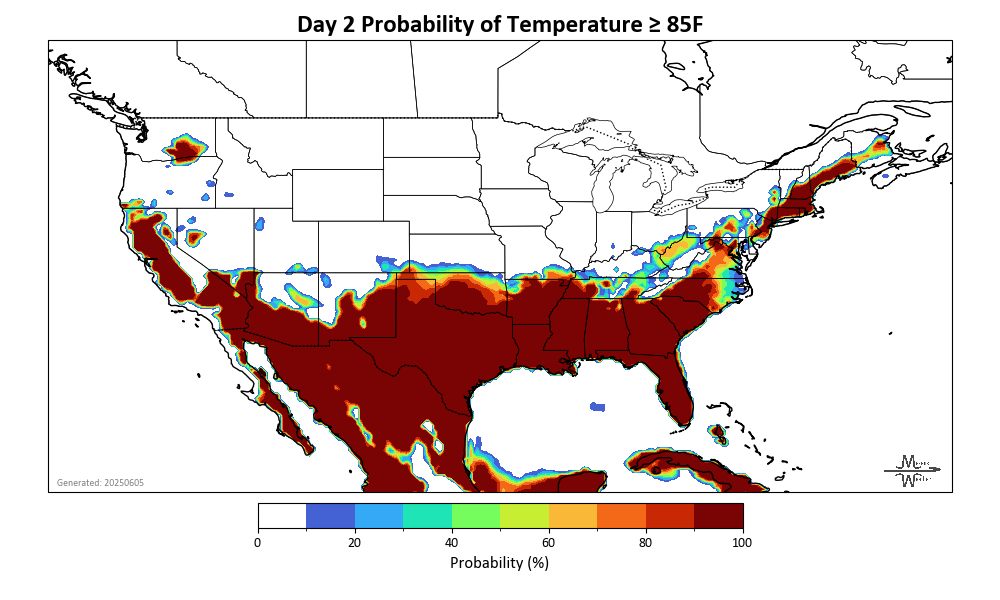 Day 2 Probability of Temperature ≥ 85F
Generated: 20250605
0 20 40 60 80 100
Probability (%)